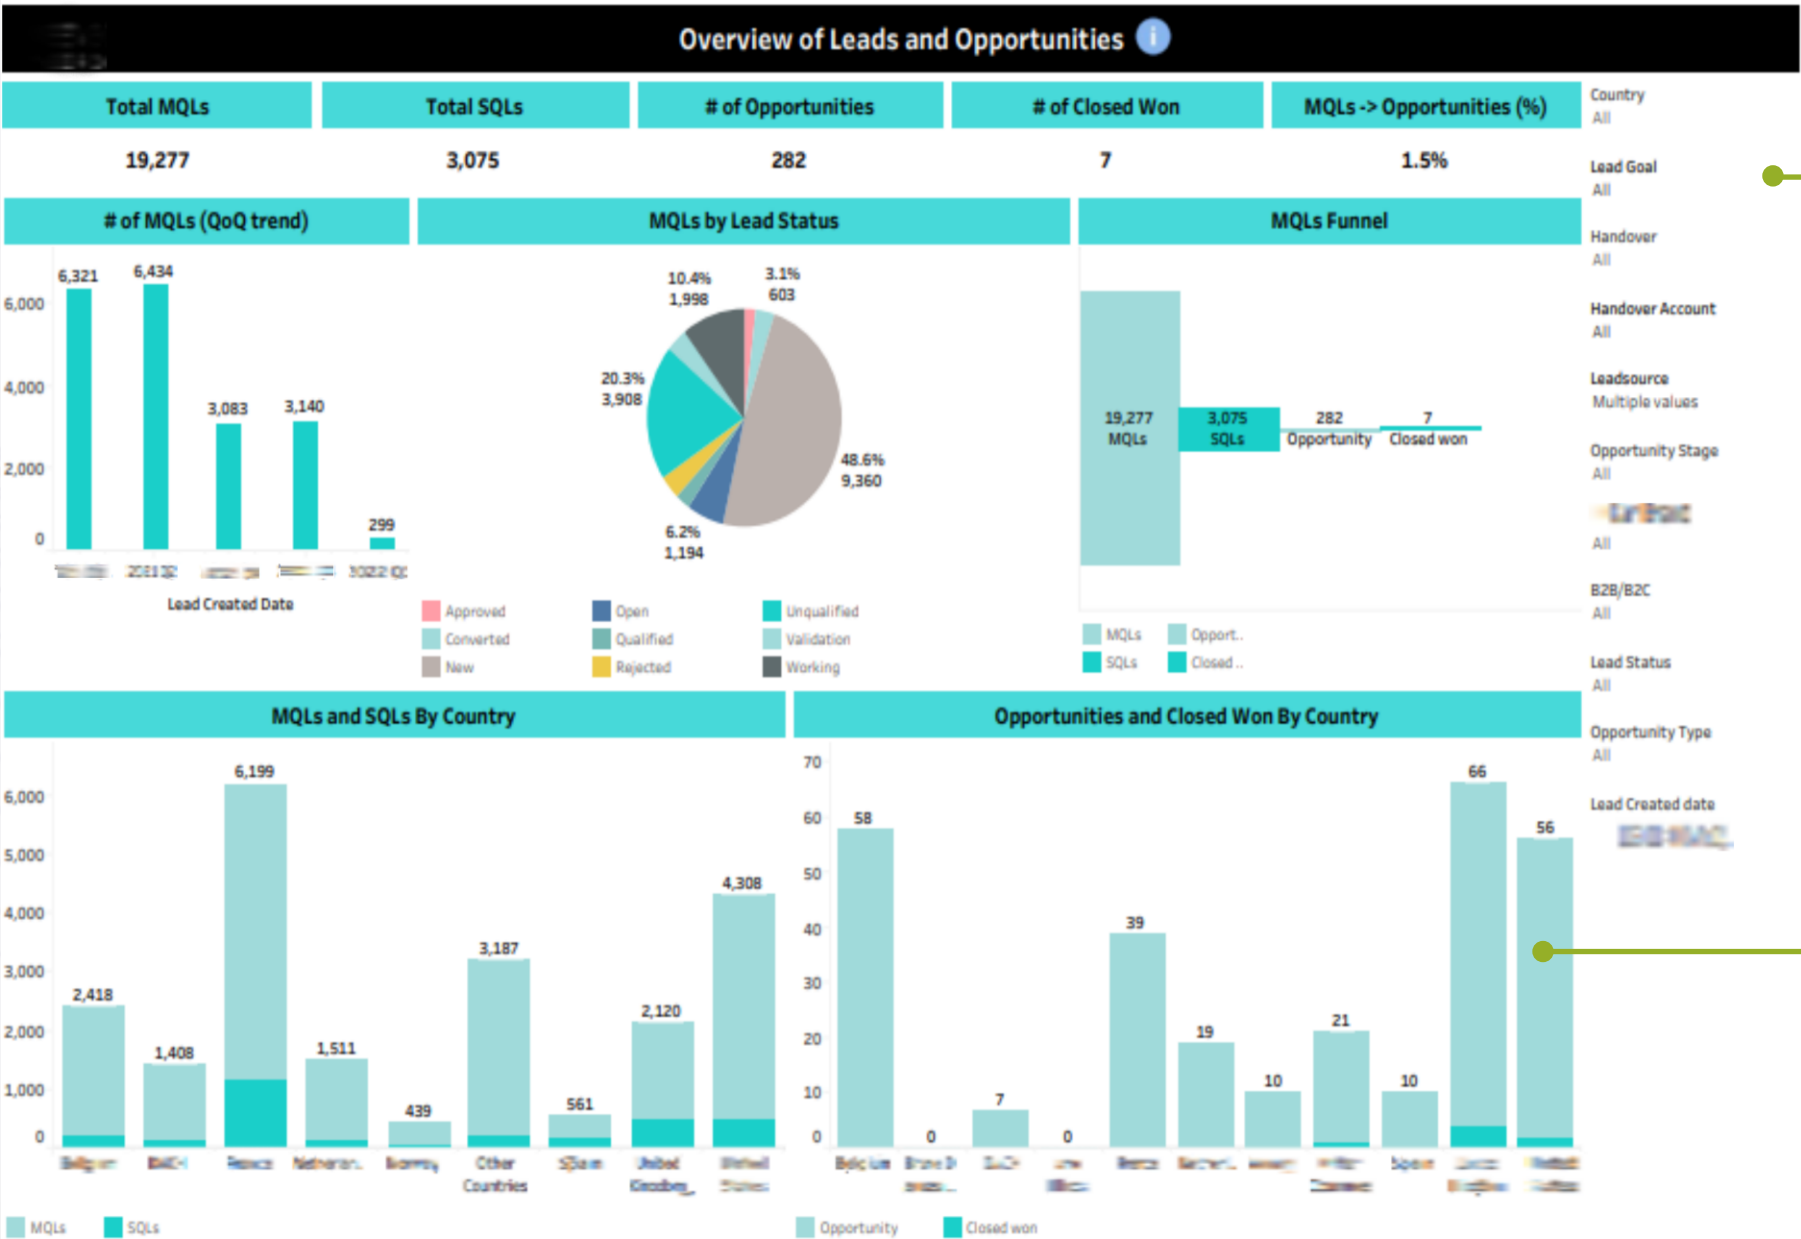 Overview of Leads and Opportunities i
Total MQLs
Total SQLs
# of Opportunities
# of Closed Won
MQLs -> Opportunities (%)
19,277
3,075
282
7
1.5%
Country
All
Lead Goal
All
Handover
All
Handover Account
All
Leadsource
Multiple values
Opportunity Stage
All
All
B2B/B2C
All
Lead Status
All
Opportunity Type
All
Lead Created date
# of MQLs (QoQ trend)
6,321
6,434
3,083
3,140
299
6,000
4,000
2,000
0
Lead Created Date
MQLs by Lead Status
10.4%
1,998
3.1%
603
20.3%
3,908
48.6%
9,360
6.2%
1,194
Approved
Open
Unqualified
Converted
Qualified
Validation
New
Rejected
Working
MQLs Funnel
19,277
MQLs
3,075
SQLs
282
Opportunity
7
Closed won
MQLs
Opport..
SQLs
Closed ..
MQLs and SQLs By Country
6,000
5,000
4,000
3,000
2,000
1,000
0
2,418
1,408
6,199
1,511
439
3,187
561
2,120
4,308
Other
Countries
Spain
United
MQLs
SQLs
Opportunities and Closed Won By Country
70
60
50
40
30
20
10
0
58
0
7
0
39
19
10
21
10
66
56
Spain
Opportunity
Closed won